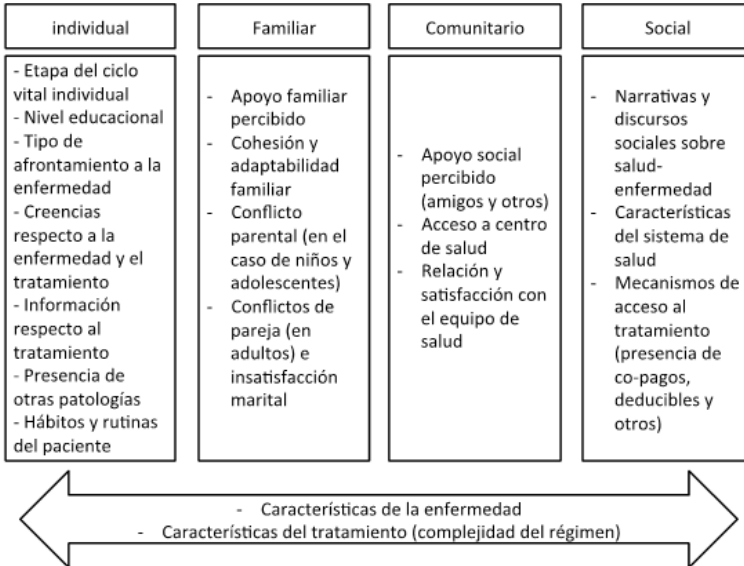 individual
- Etapa del ciclo
vital individual
- Nivel educacional
- Tipo de
afrontamiento a la
enfermedad
- Creencias
respecto a la
enfermedad y el
tratamiento
- Información
respecto al
tratamiento
- Presencia de
otras patologías
- Hábitos y rutinas
del paciente
Familiar
- Apoyo familiar
percibido
- Cohesión y
adaptabilidad
familiar
- Conflicto
parental (en el
caso de niños y
adolescentes)
- Conflictos de
pareja (en
adultos) e
insatisfacción
marital
Comunitario
- Apoyo social
percibido
(amigos y otros)
- Acceso a centro
de salud
- Relación y
satisfacción con
el equipo de
salud
Social
- Narrativas y
discursos
sociales sobre
salud-
enfermedad
- Características
del sistema de
salud
- Mecanismos de
acceso al
tratamiento
(presencia de
co-pagos,
deducibles y
otros)
- Características de la enfermedad
- Características del tratamiento (complejidad del régimen)